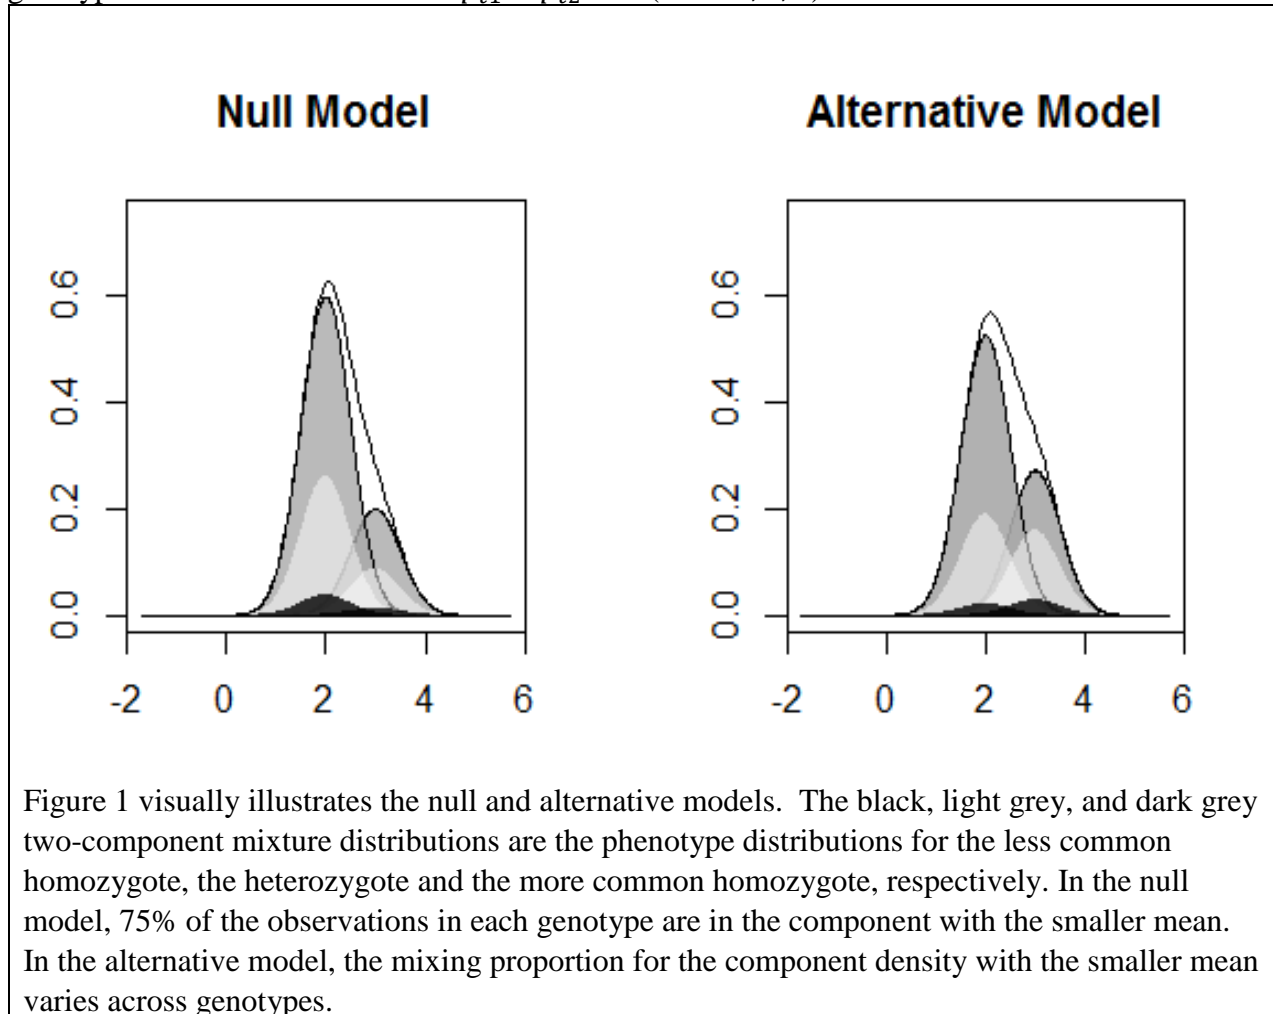 Null Model
Alternative Model
0.6
0.4
0.2
0.0
-2 0 2 4 6
0.6
0.4
0.2
0.0
-2 0 2 4 6
Figure 1 visually illustrates the null and alternative models. The black, light grey, and dark grey
two-component mixture distributions are the phenotype distributions for the less common
homozygote, the heterozygote and the more common homozygote, respectively. In the null
model, 75% of the observations in each genotype are in the component with the smaller mean.
In the alternative model, the mixing proportion for the component density with the smaller mean
varies across genotypes.